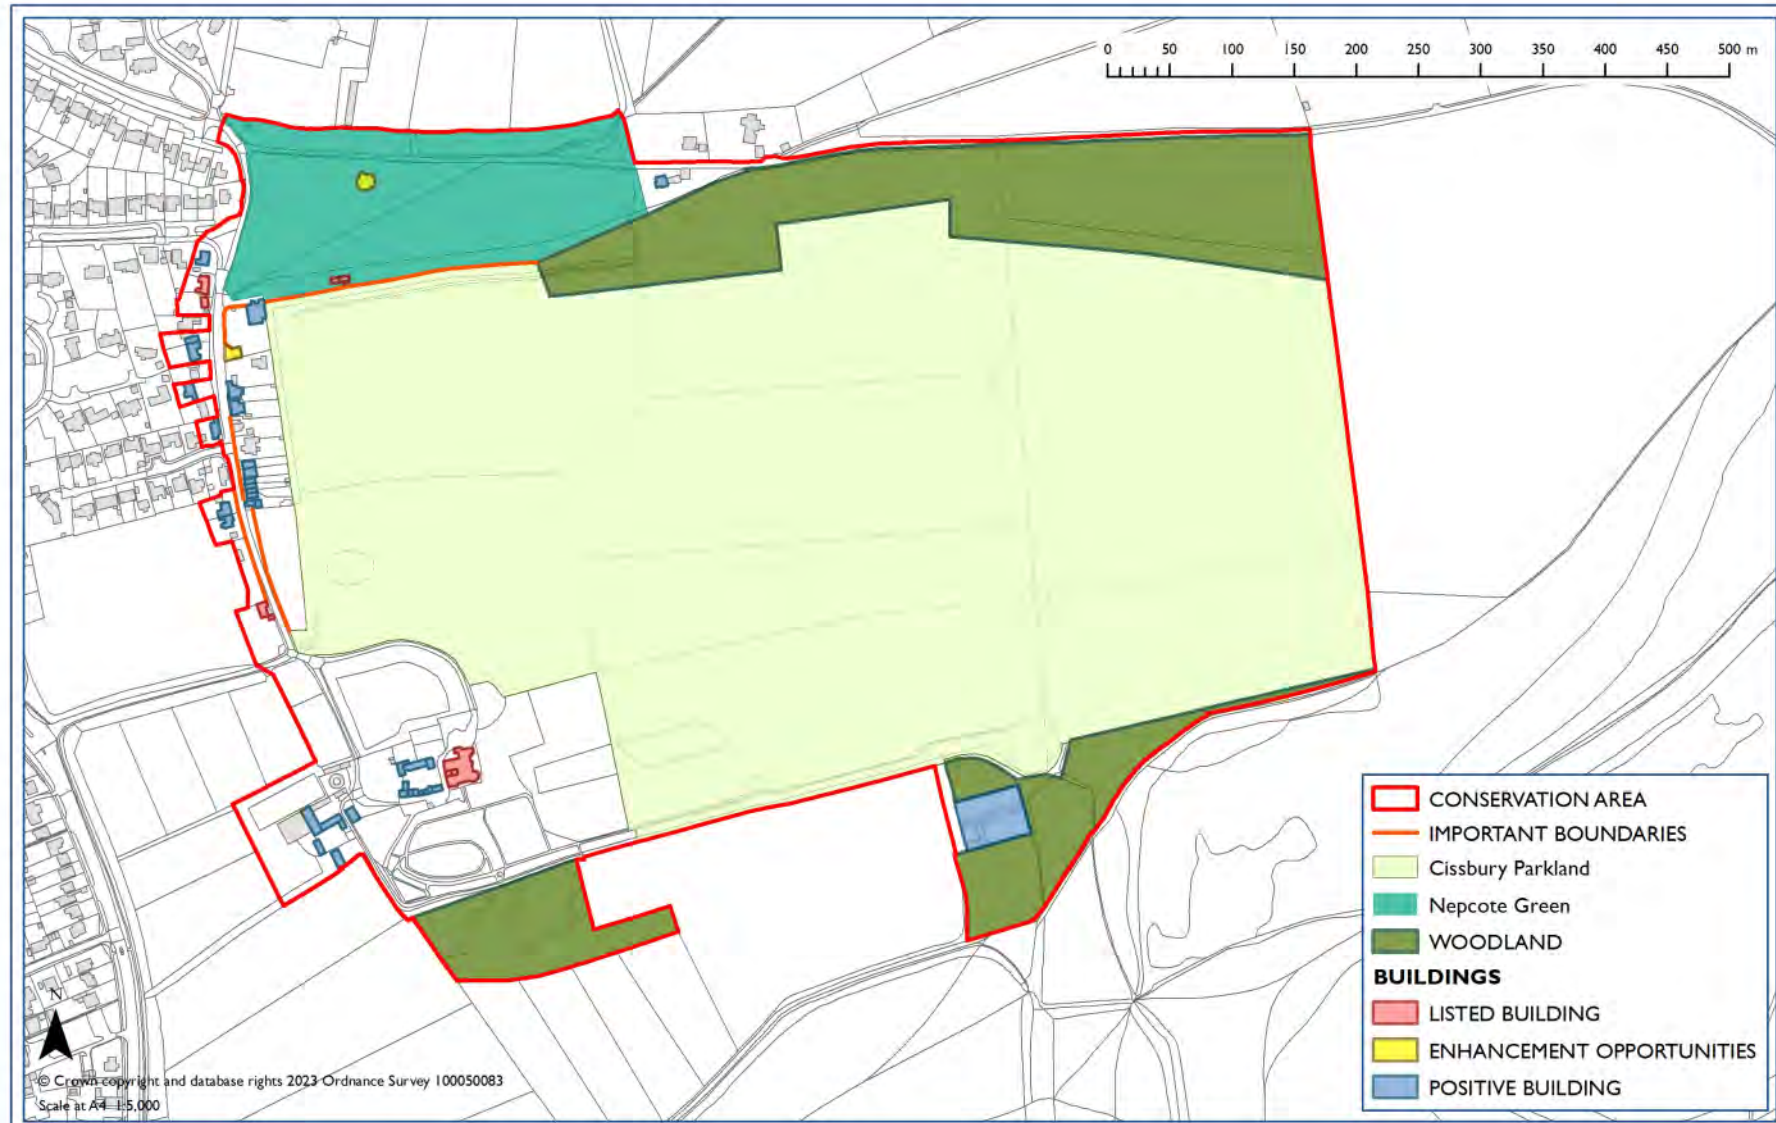 0 50 100 150 200 250 300 350 400 450 500 m
CONSERVATION AREA
IMPORTANT BOUNDARIES
Cissbury Parkland
Nepcote Green
WOODLAND
BUILDINGS
LISTED BUILDING
ENHANCEMENT OPPORTUNITIES
POSITIVE BUILDING
N
© Crown copyright and database rights 2023 Ordnance Survey 100050083
Scale at A4 1:5,000